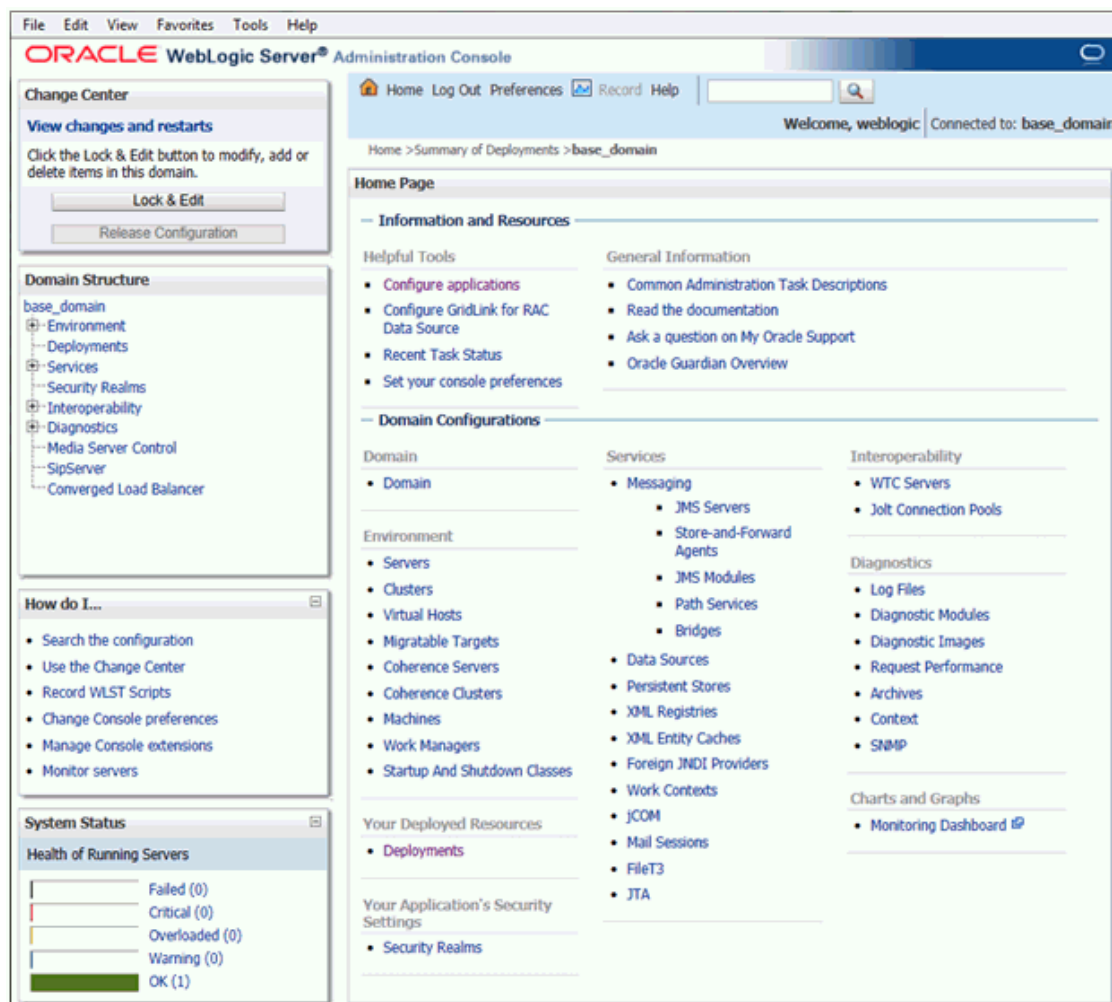 File Edit View Favorites Tools Help
ORACLE WebLogic Server® Administration Console
Change Center
View changes and restarts
Click the Lock & Edit button to modify, add or
delete items in this domain.
Lock & Edit
Release Configuration
Domain Structure
base_domain
Environment
Deployments
Services
Security Realms
Interoperability
Diagnostics
Media Server Control
SipServer
Converged Load Balancer
How do I...
Search the configuration
Use the Change Center
Record WLST Scripts
Change Console preferences
Manage Console extensions
Monitor servers
System Status
Health of Running Servers
Failed (0)
Critical (0)
Overloaded (0)
Warning (0)
OK (1)
Home Log Out Preferences Record Help
Welcome, weblogic Connected to: base_domain
Home >Summary of Deployments >base_domain
Home Page
Information and Resources
Helpful Tools
Configure applications
Configure GridLink for RAC
Data Source
Recent Task Status
Set your console preferences
General Information
Common Administration Task Descriptions
Read the documentation
Ask a question on My Oracle Support
Oracle Guardian Overview
Domain Configurations
Domain
Domain
Environment
Servers
Clusters
Virtual Hosts
Migratable Targets
Coherence Servers
Coherence Clusters
Machines
Work Managers
Startup And Shutdown Classes
Your Deployed Resources
Deployments
Your Application's Security
Settings
Security Realms
Services
Messaging
JMS Servers
Store-and-Forward
Agents
JMS Modules
Path Services
Bridges
Data Sources
Persistent Stores
XML Registries
XML Entity Caches
Foreign JNDI Providers
Work Contexts
jCOM
Mail Sessions
FileT3
JTA
Interoperability
WTC Servers
Jolt Connection Pools
Diagnostics
Log Files
Diagnostic Modules
Diagnostic Images
Request Performance
Archives
Context
SNMP
Charts and Graphs
Monitoring Dashboard